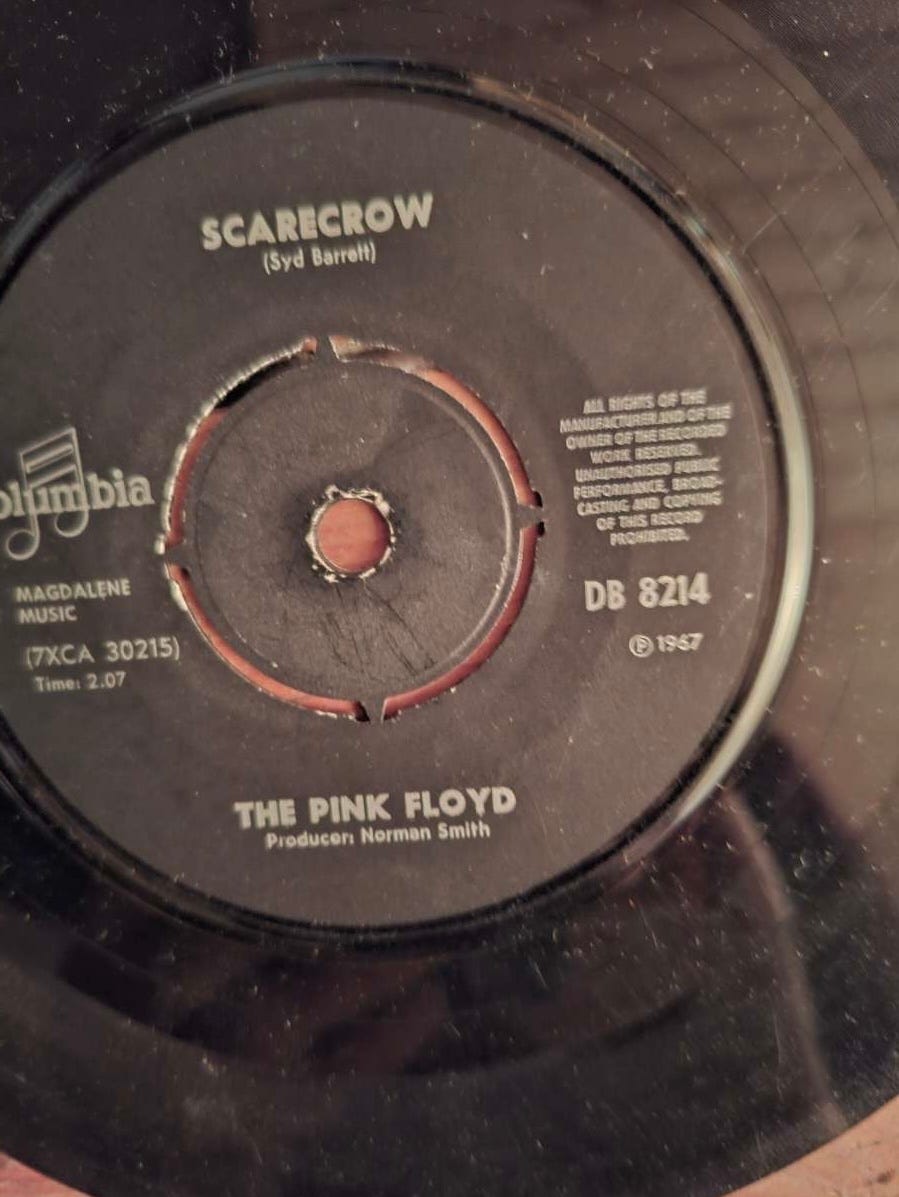 SCARECROW
(Syd Barrett)
olumbia
MAGDALENE
MUSIC
(7XCA 30215)
Time: 2.07
ALL RIGHTS OF THE
MANUFACTURER AND OF THE
OWNER OF THE RECORDED
WORK RESERVED.
UNAUTHORISED PUBLIC
PERFORMANCE, BROAD-
CASTING AND COPYING
OF THIS RECORD
PROHIBITED.
DB 8214
Ⓟ 1967
THE PINK FLOYD
Producer: Norman Smith